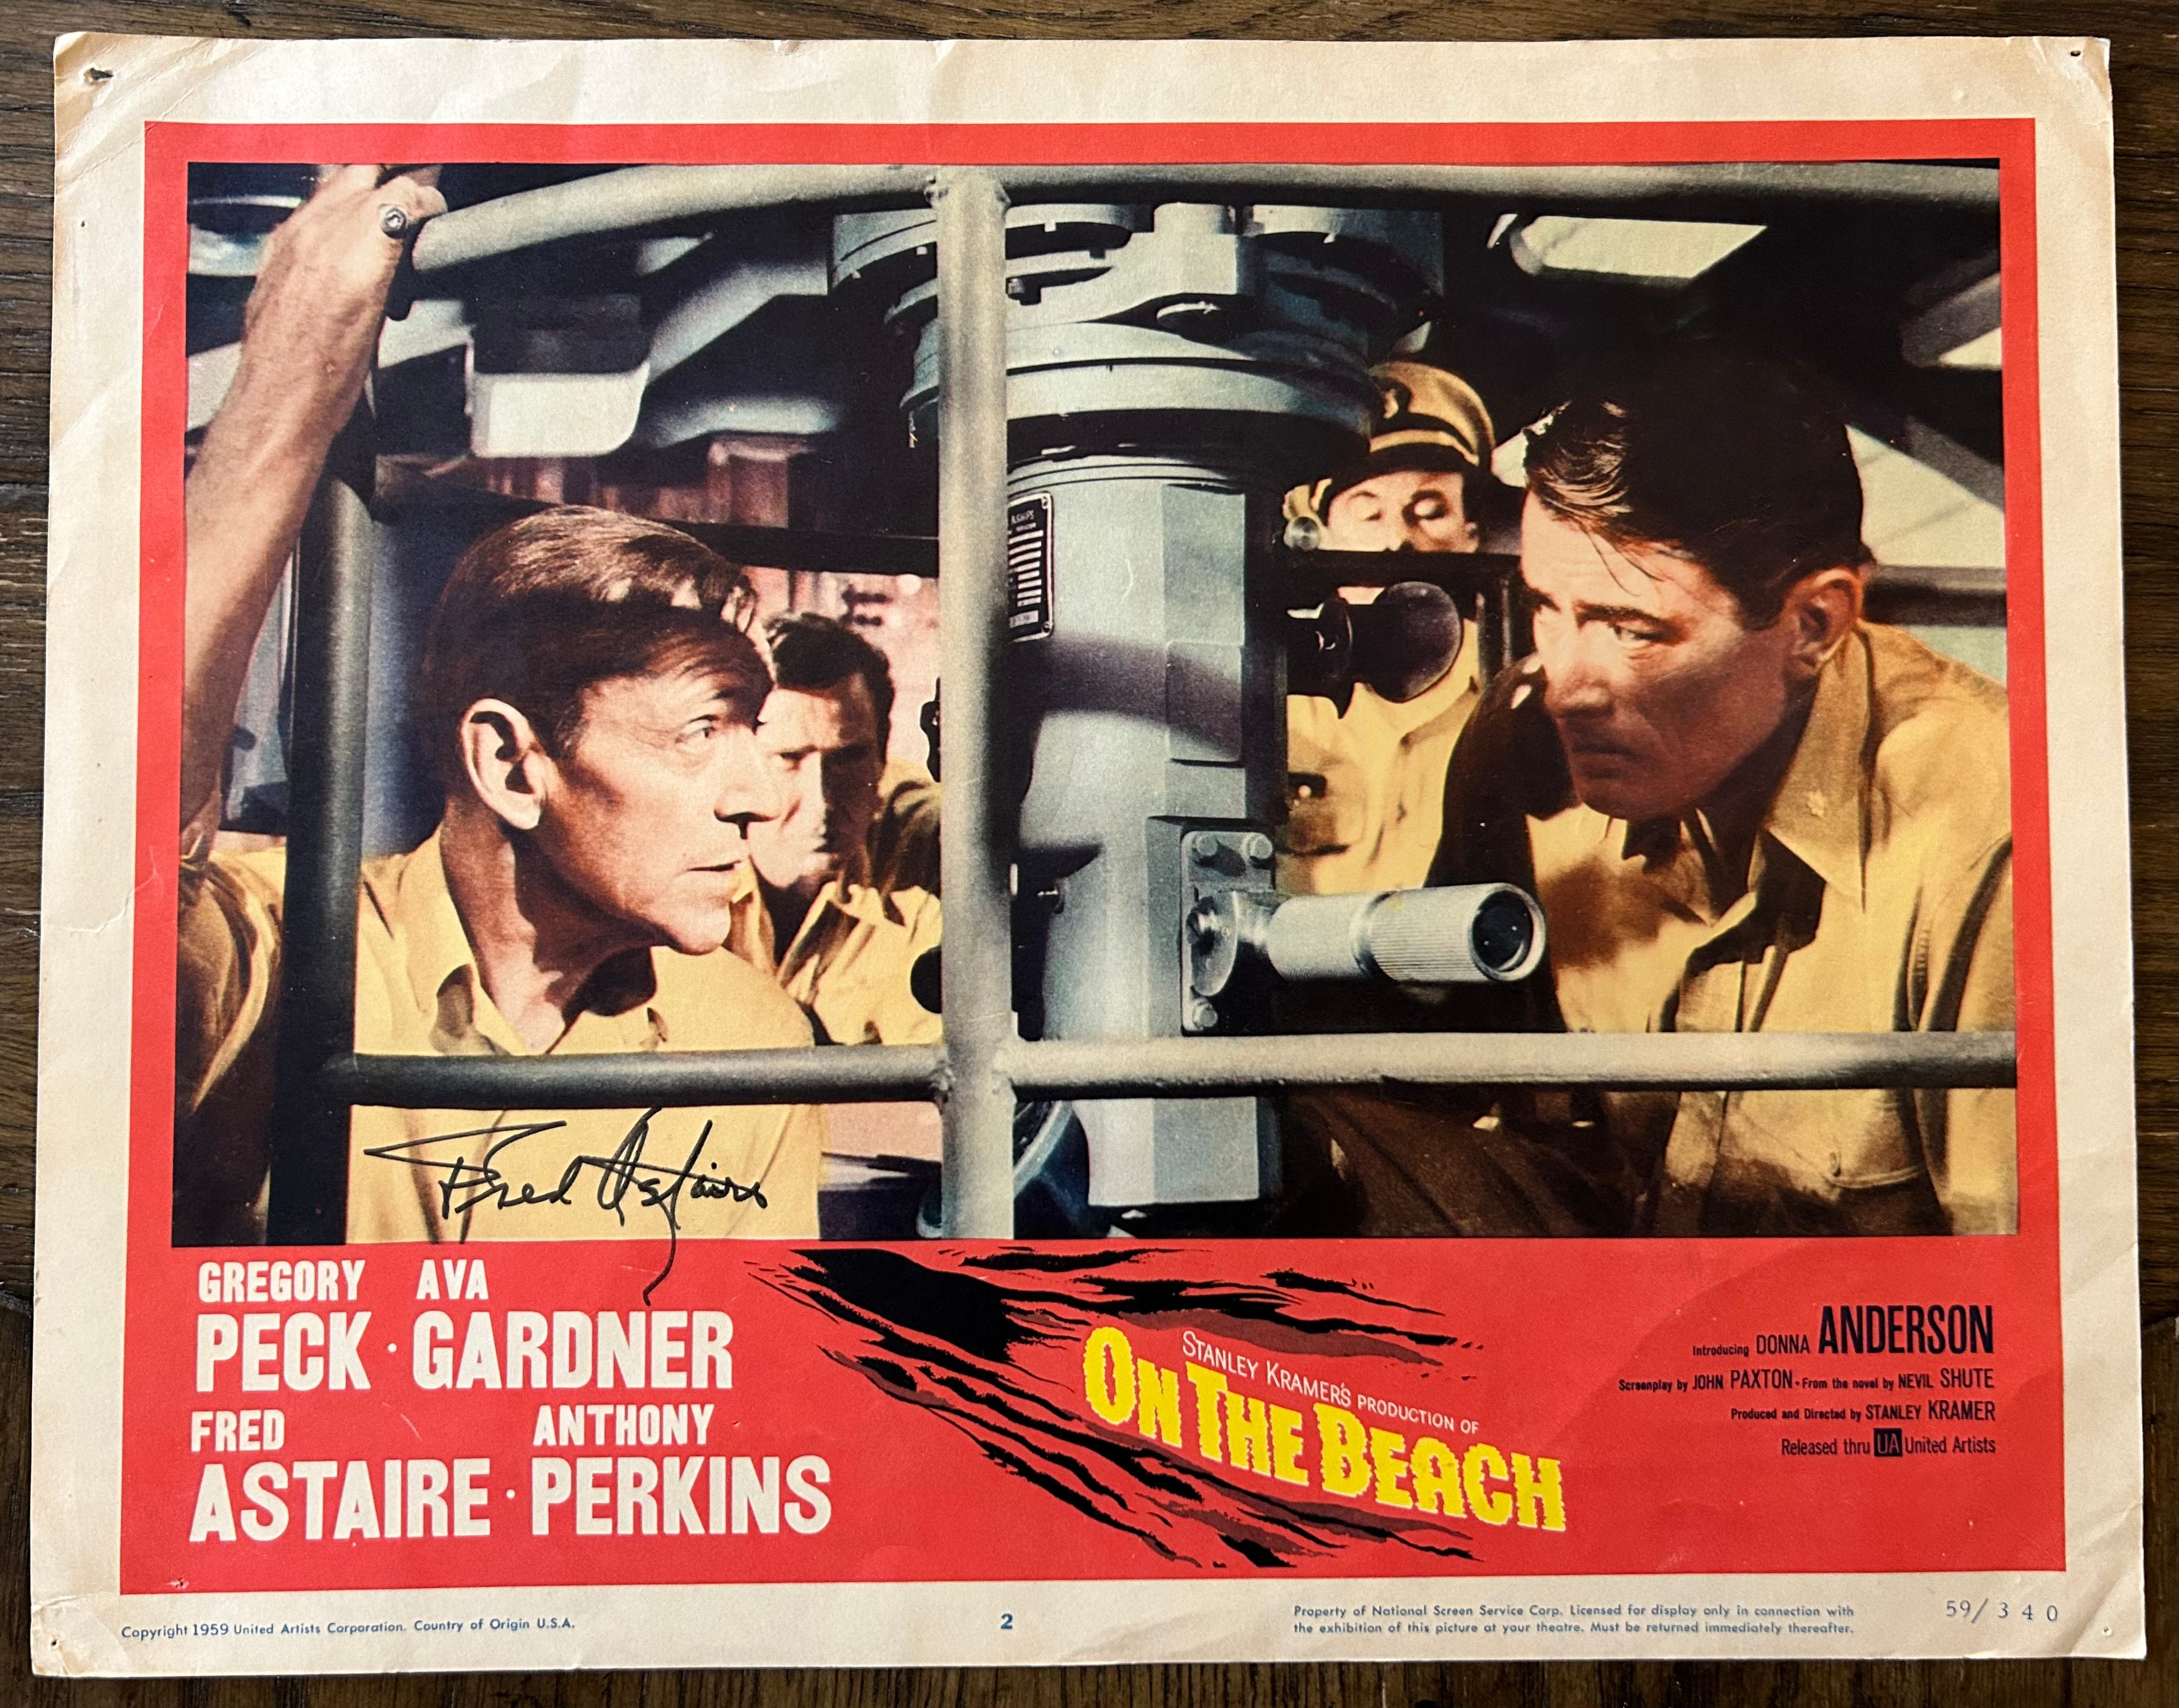 Fred Astaire
GREGORY AVA
PECK · GARDNER
FRED ANTHONY
ASTAIRE · PERKINS
STANLEY KRAMER'S PRODUCTION OF
ON THE BEACH
Introducing DONNA ANDERSON
Screenplay by JOHN PAXTON · From the novel by NEVIL SHUTE
Produced and Directed by STANLEY KRAMER
Released thru UA United Artists
Copyright 1959 United Artists Corporation. Country of Origin U.S.A.
2
Property of National Screen Service Corp. Licensed for display only in connection with
the exhibition of this picture at your theatre. Must be returned immediately thereafter.
59/340